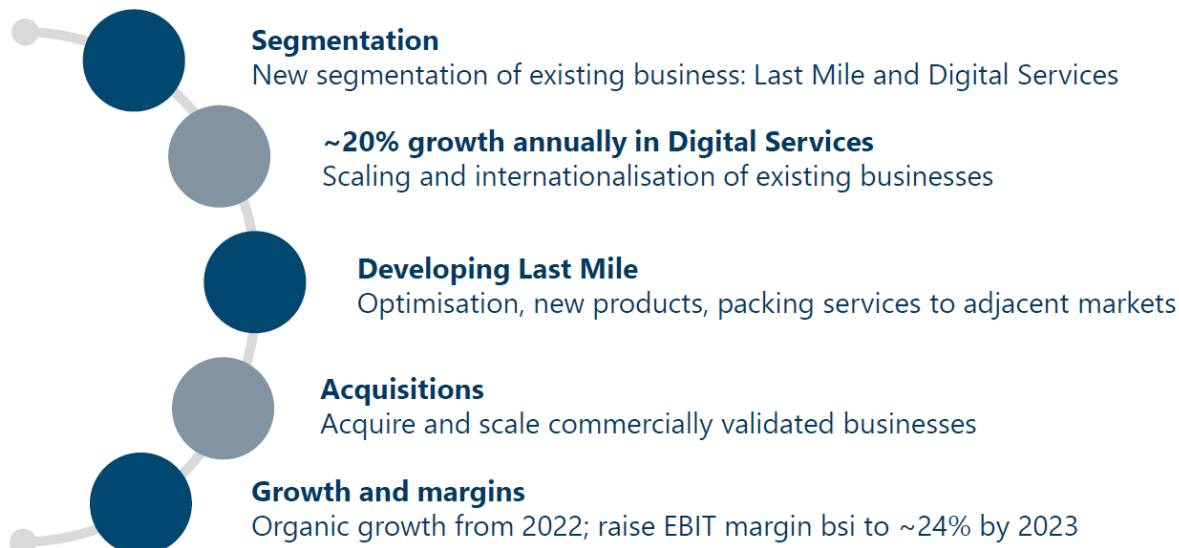 Segmentation
New segmentation of existing business: Last Mile and Digital Services
~20% growth annually in Digital Services
Scaling and internationalisation of existing businesses
Developing Last Mile
Optimisation, new products, packing services to adjacent markets
Acquisitions
Acquire and scale commercially validated businesses
Growth and margins
Organic growth from 2022; raise EBIT margin bsi to ~24% by 2023